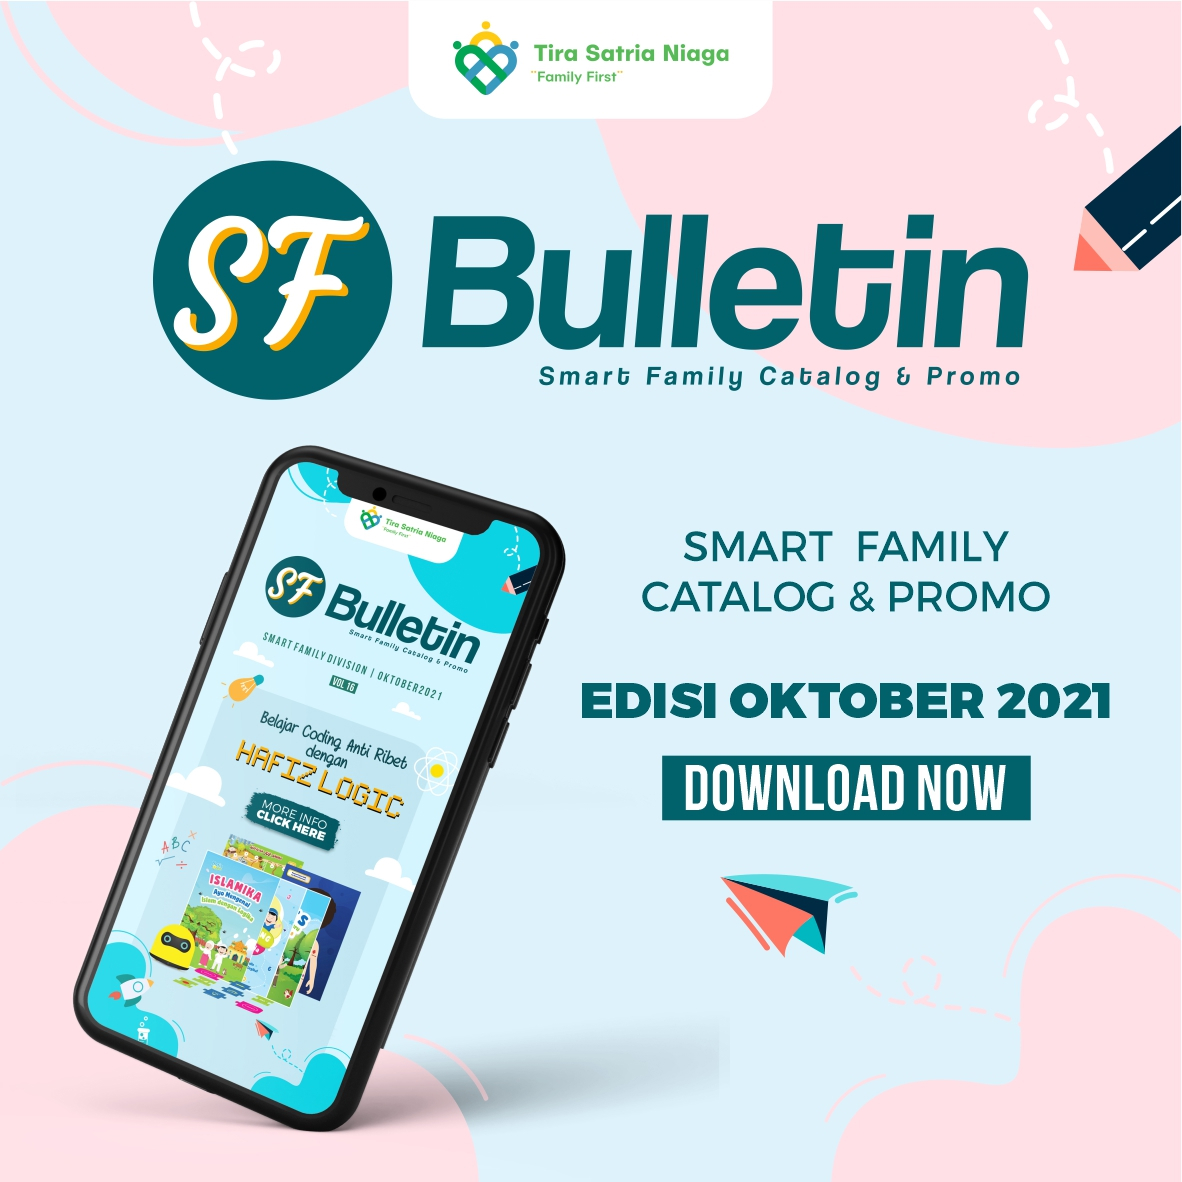 Tira Satria Niaga
"Family First"
SF Bulletin
Smart Family Catalog & Promo
SMART FAMILY
CATALOG & PROMO
EDISI OKTOBER 2021
DOWNLOAD NOW
Tira Satria Niaga
Family First
SF Bulletin
Smart Family Catalog & Promo
SMART FAMILY DIVISION | OKTOBER2021
VOL 16
Belajar Coding Anti Ribet
dengan
HAFIZ LOGIC
MORE INFO
CLICK HERE
ABC
ISLAMIKA
Ayo Mengenal
Islam dengan Logika